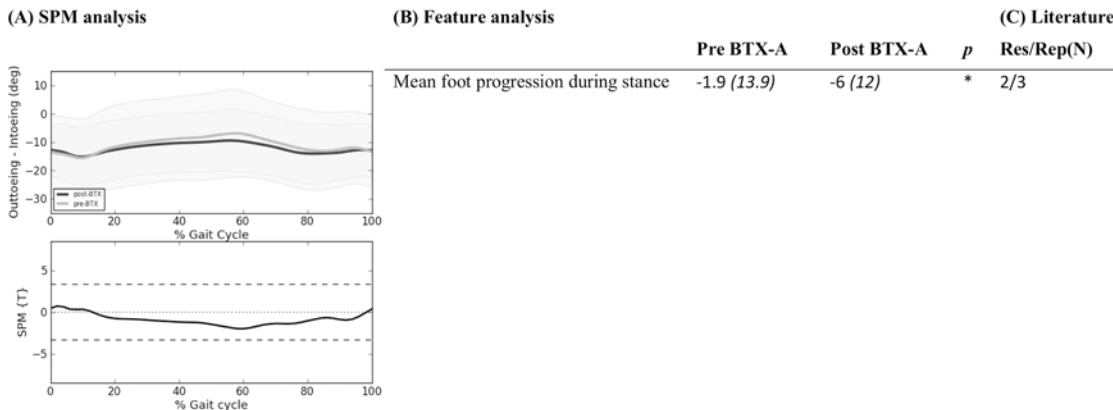 (A) SPM analysis
(B) Feature analysis
(C) Literature
Pre BTX-A Post BTX-A p Res/Rep(N)
Mean foot progression during stance -1.9 (13.9) -6 (12) * 2/3
Outtoeing - Intoeing (deg)
10
0
−10
−20
−30
post-BTX
pre-BTX
0 20 40 60 80 100
% Gait Cycle
SPM {T}
5
0
−5
0 20 40 60 80 100
% Gait cycle